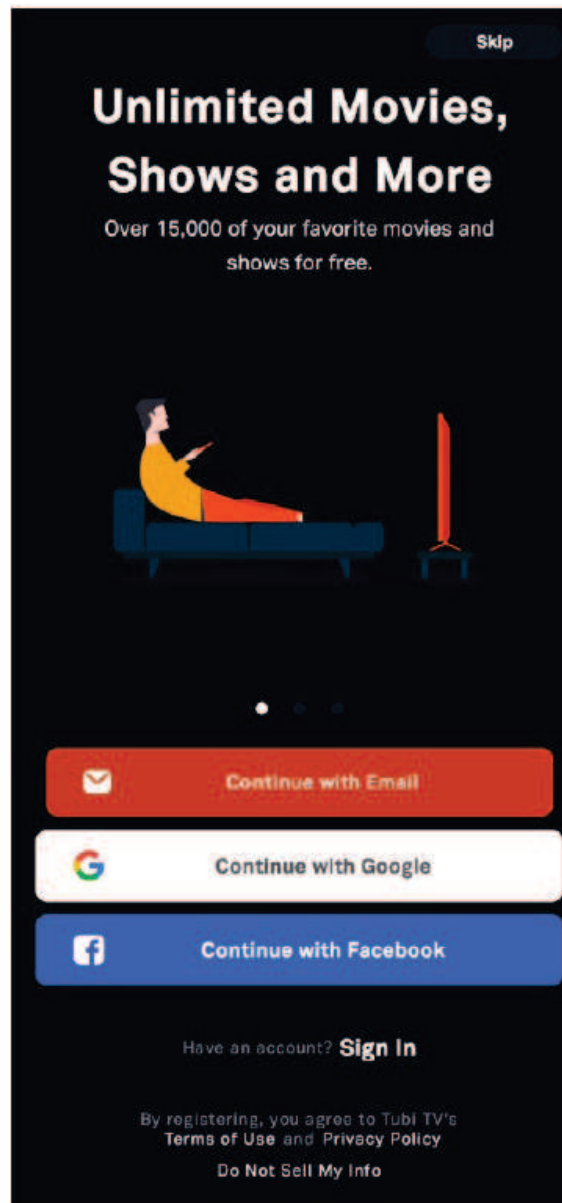 Skip
Unlimited Movies,
Shows and More
Over 15,000 of your favorite movies and
shows for free.
Continue with Email
Continue with Google
Continue with Facebook
Have an account? Sign In
By registering, you agree to Tubi TV's
Terms of Use and Privacy Policy
Do Not Sell My Info